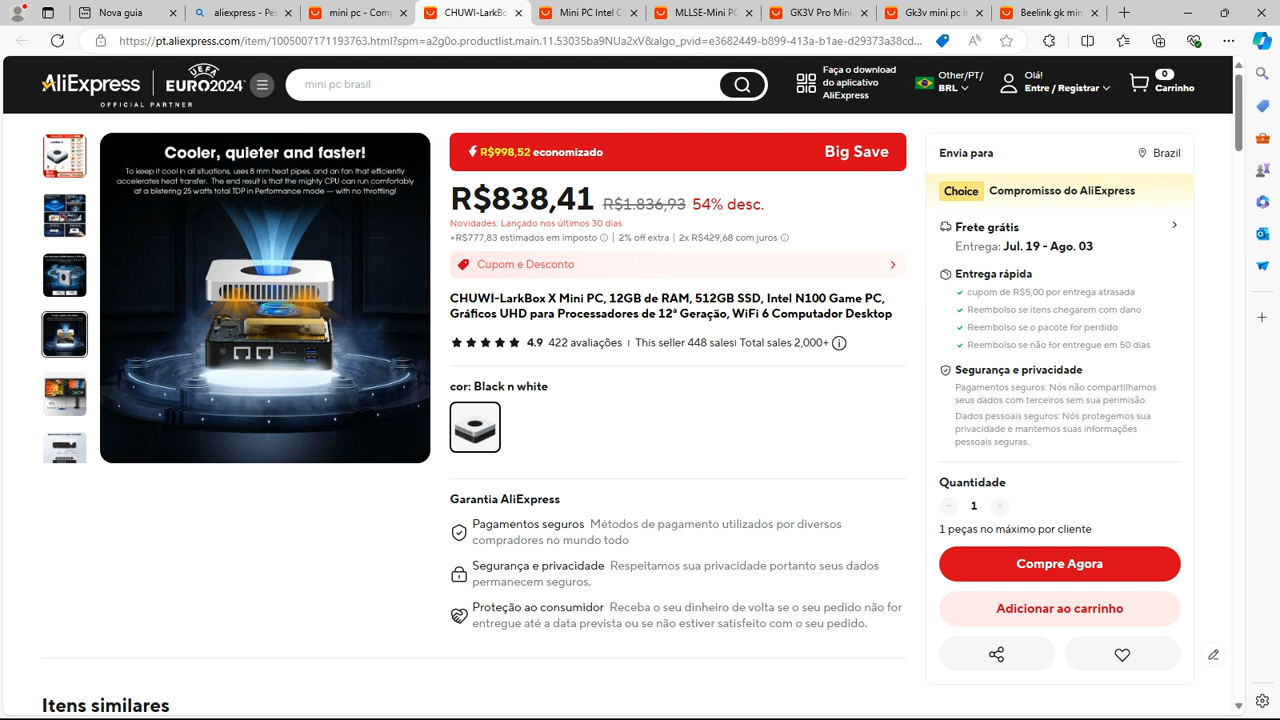 Nova guia
aliexpress - Pes
mini pc - Comp
CHUWI-LarkBo
Mini PC Intel C
MLLSE-Mini PC
GK3V Pro Mini
Gk3v mini pc i
Beelink gk min
https://pt.aliexpress.com/item/1005007171193763.html?spm=a2g0o.productlist.main.11.53035ba9NUa2xV&algo_pvid=e3682449-b899-413a-b1ae-d29373a38cd...
AliExpress
UEFA
EURO2024
OFFICIAL PARTNER
mini pc brasil
Faça o download
do aplicativo
AliExpress
Other/PT/
BRL
Olá!
Entre / Registrar
0
Carrinho
Cooler, quieter and faster!
To keep it cool in all situations, uses 8 mm heat pipes, and an fan that efficiently
accelerates heat transfer. The end result is that the mighty CPU can run comfortably
at a blistering 25 watts total TDP in Performance mode — with no throttling!
R$998,52 economizado
Big Save
R$838,41 R$1.836,93 54% desc.
Novidades: Lançado nos últimos 30 dias
+R$777,83 estimados em imposto | 2% off extra | 2x R$429,68 com juros
Cupom e Desconto
CHUWI-LarkBox X Mini PC, 12GB de RAM, 512GB SSD, Intel N100 Game PC,
Gráficos UHD para Processadores de 12ª Geração, WiFi 6 Computador Desktop
4.9 422 avaliações | This seller 448 sales| Total sales 2,000+
cor: Black n white
Garantia AliExpress
Pagamentos seguros Métodos de pagamento utilizados por diversos
compradores no mundo todo
Segurança e privacidade Respeitamos sua privacidade portanto seus dados
permanecem seguros.
Proteção ao consumidor Receba o seu dinheiro de volta se o seu pedido não for
entregue até a data prevista ou se não estiver satisfeito com o seu pedido.
Envia para
Brazil
Choice Compromisso do AliExpress
Frete grátis
Entrega: Jul. 19 - Ago. 03
Entrega rápida
cupom de R$5,00 por entrega atrasada
Reembolso se itens chegarem com dano
Reembolso se o pacote for perdido
Reembolso se não for entregue em 50 dias
Segurança e privacidade
Pagamentos seguros: Nós não compartilhamos
seus dados com terceiros sem sua perimisão.
Dados pessoais seguros: Nós protegemos sua
privacidade e mantemos suas informações
pessoais seguras.
Quantidade
1
1 peças no máximo por cliente
Compre Agora
Adicionar ao carrinho
Itens similares